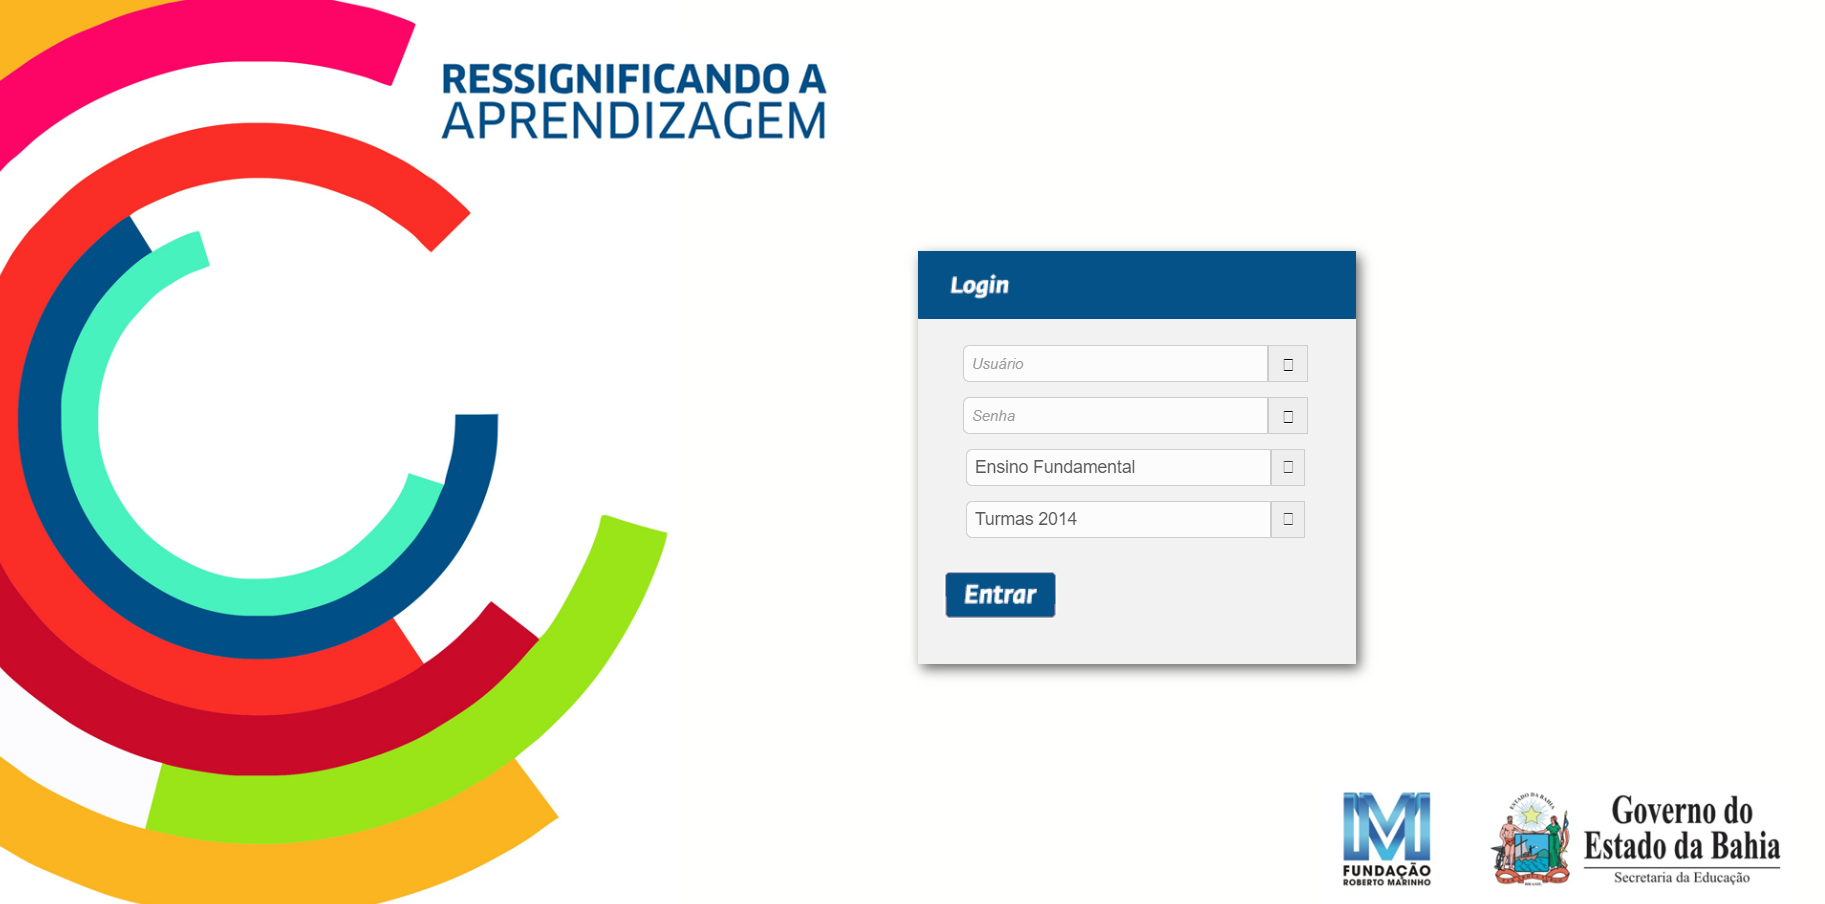 RESSIGNIFICANDO A
APRENDIZAGEM
Login
Usuário
Senha
Ensino Fundamental
Turmas 2014
Entrar
FUNDAÇÃO
ROBERTO MARINHO
ESTADO DA BAHIA
BRASIL
Governo do
Estado da Bahia
Secretaria da Educação